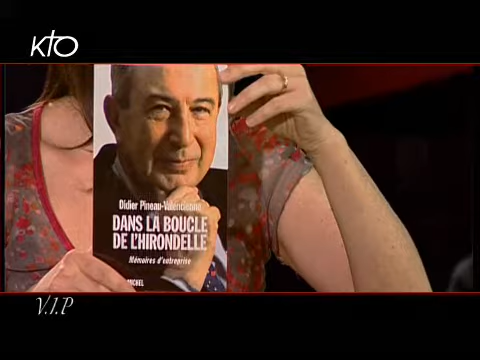 KTO
Didier Pineau-Valencienne
DANS LA BOUCLE
DE L'HIRONDELLE
Mémoires d'entreprise
MICHEL
V.I.P